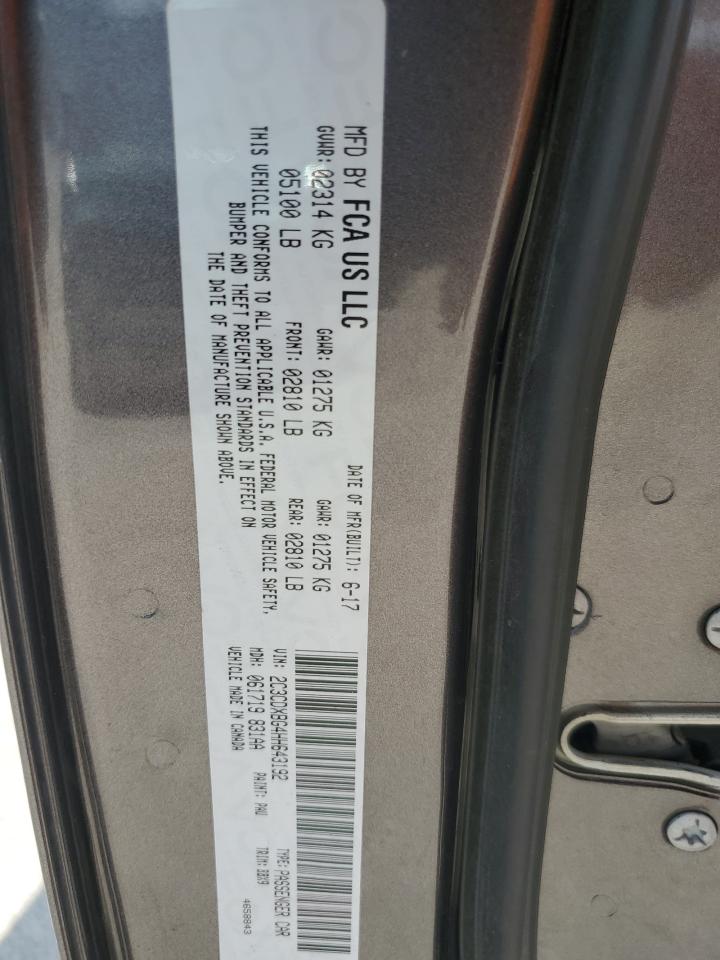 MFD BY FCA US LLC
DATE OF MFR(BUILT): 6-17
GVWR: 02314 KG
GAWR: 01275 KG
GAWR: 01275 KG
05100 LB
FRONT: 02810 LB
REAR: 02810 LB
THIS VEHICLE CONFORMS TO ALL APPLICABLE U.S.A. FEDERAL MOTOR VEHICLE SAFETY,
BUMPER AND THEFT PREVENTION STANDARDS IN EFFECT ON
THE DATE OF MANUFACTURE SHOWN ABOVE.
VIN: 2C3CDXBG4HH643192
TYPE: PASSENGER CAR
MDH: 061719 831AA
PAINT: PAU
TRIM: BBX9
VEHICLE MADE IN CANADA
4658843